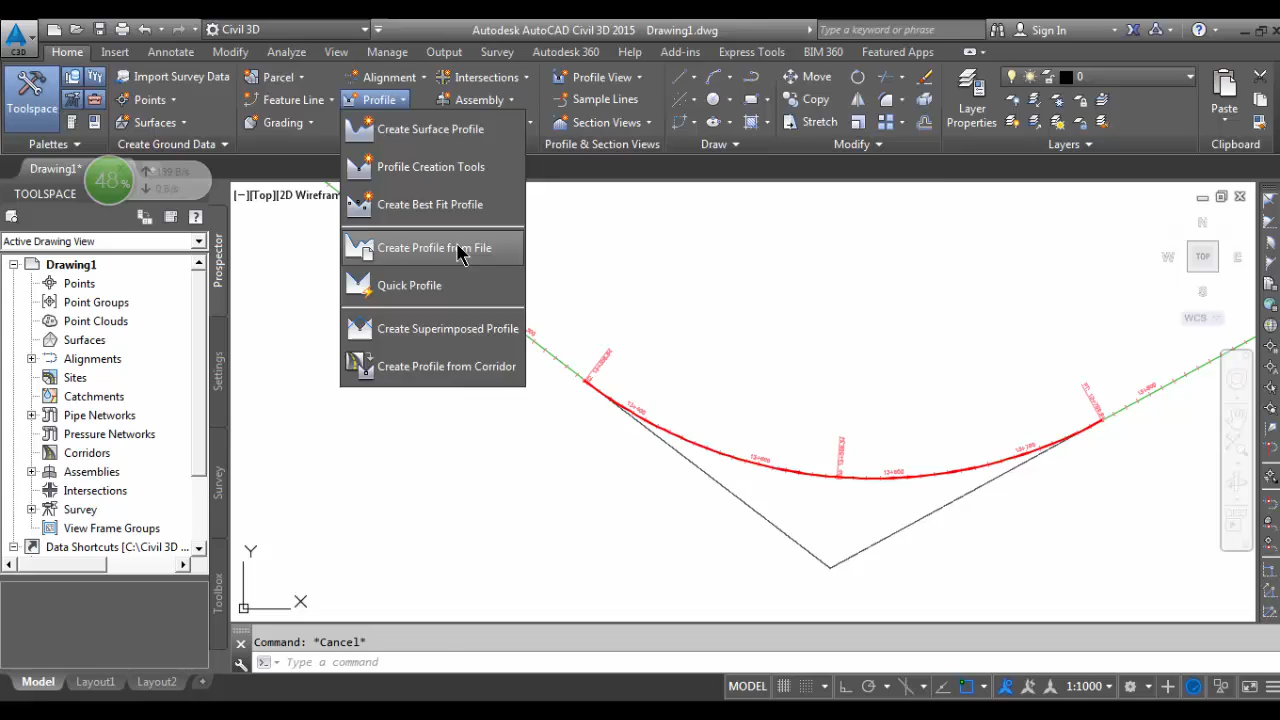 C3D
Civil 3D
Autodesk AutoCAD Civil 3D 2015 Drawing1.dwg
Type a keyword or phrase
Sign In
Home Insert Annotate Modify Analyze View Manage Output Survey Autodesk 360 Help Add-ins Express Tools BIM 360 Featured Apps
Toolspace
Import Survey Data
Points
Surfaces
Parcel
Feature Line
Grading
Alignment
Profile
Intersections
Assembly
Profile View
Sample Lines
Section Views
Move
Copy
Stretch
Layer
Properties
0
Paste
Palettes
Create Ground Data
Profile & Section Views
Draw
Modify
Layers
Clipboard
Create Surface Profile
Profile Creation Tools
Create Best Fit Profile
Create Profile from File
Quick Profile
Create Superimposed Profile
Create Profile from Corridor
Drawing1*
48%
0 B/s
TOOLSPACE
Active Drawing View
Drawing1
Points
Point Groups
Point Clouds
Surfaces
Alignments
Sites
Catchments
Pipe Networks
Pressure Networks
Corridors
Assemblies
Intersections
Survey
View Frame Groups
Data Shortcuts [C:\Civil 3D ...
Prospector
Settings
Survey
Toolbox
[−][Top][2D Wirefram
N
W TOP E
S
WCS
Y
X
Command: *Cancel*
Type a command
Model Layout1 Layout2 +
MODEL
1:1000